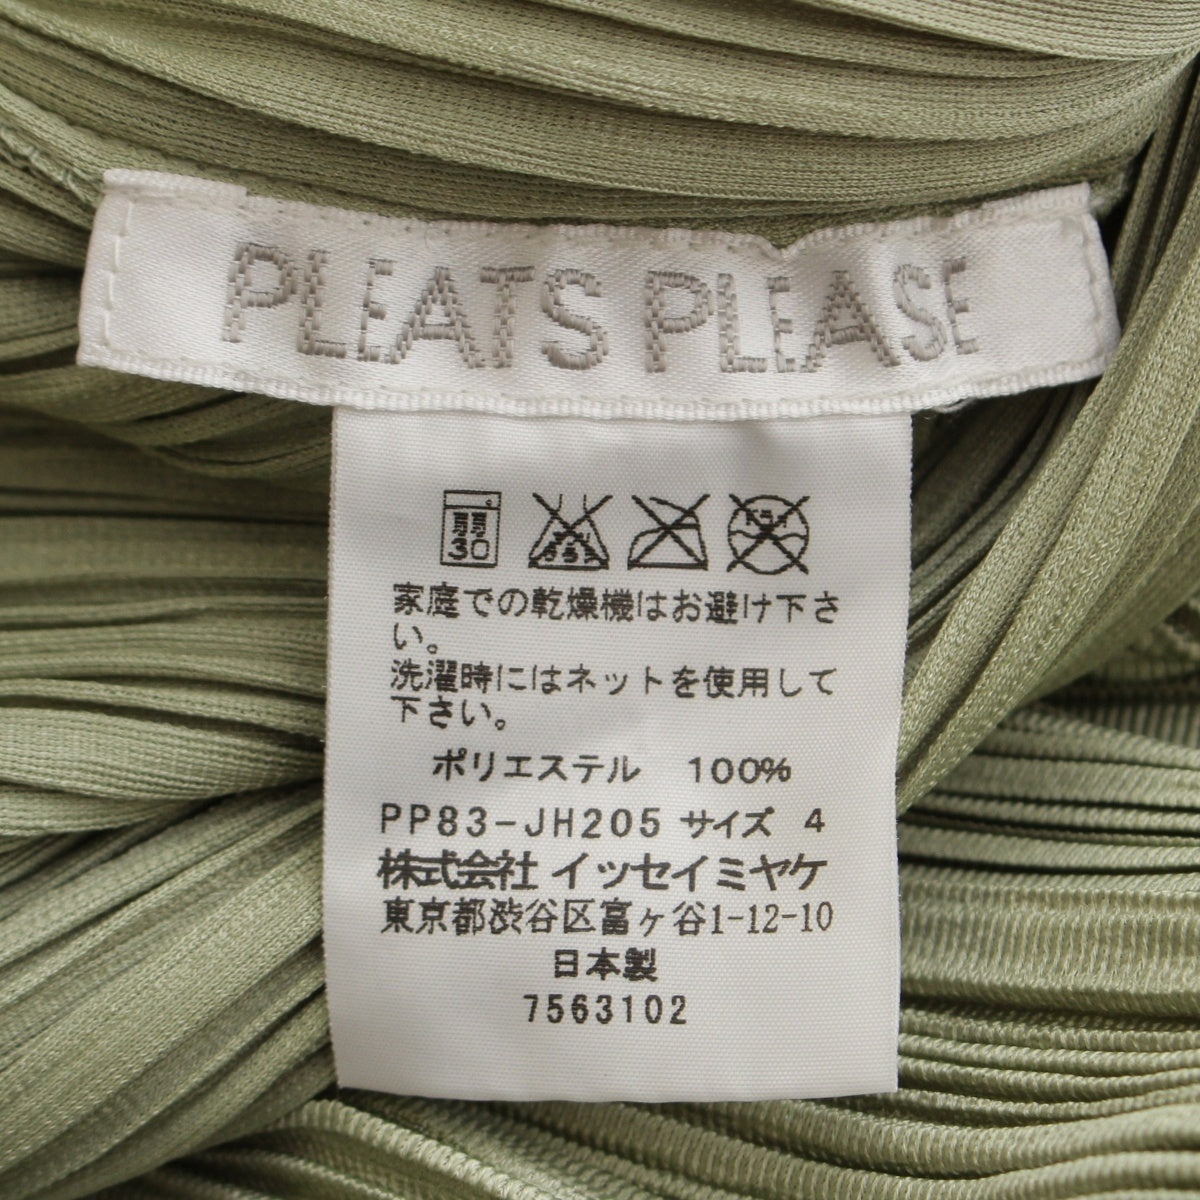 PLEATS PLEASE
弱
30
家庭での乾燥機はお避け下さ
い。
洗濯時にはネットを使用して
下さい。
ポリエステル 100%
PP83-JH205 サイズ 4
株式会社 イッセイミヤケ
東京都渋谷区富ヶ谷1-12-10
日本製
7563102